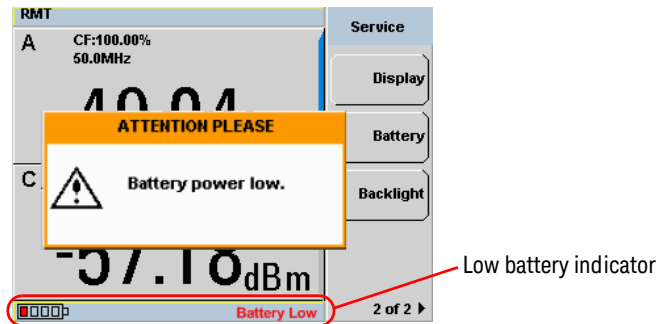 RMT
Service
A
CF:100.00%
50.0MHz
Display
ATTENTION PLEASE
Battery
C
Battery power low.
Backlight
-57.18dBm
Low battery indicator
Battery Low
2 of 2